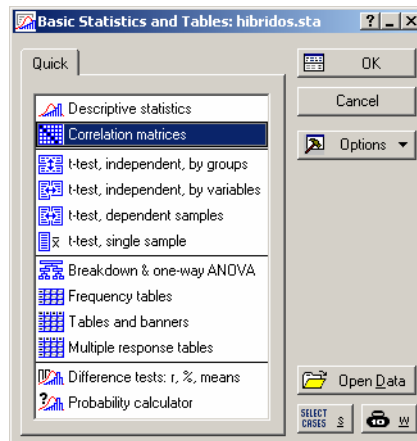 Basic Statistics and Tables: hibridos.sta
Quick
Descriptive statistics
Correlation matrices
t-test, independent, by groups
t-test, independent, by variables
t-test, dependent samples
t-test, single sample
Breakdown & one-way ANOVA
Frequency tables
Tables and banners
Multiple response tables
Difference tests: r, %, means
Probability calculator
OK
Cancel
Options
Open Data
SELECT
CASES S
W